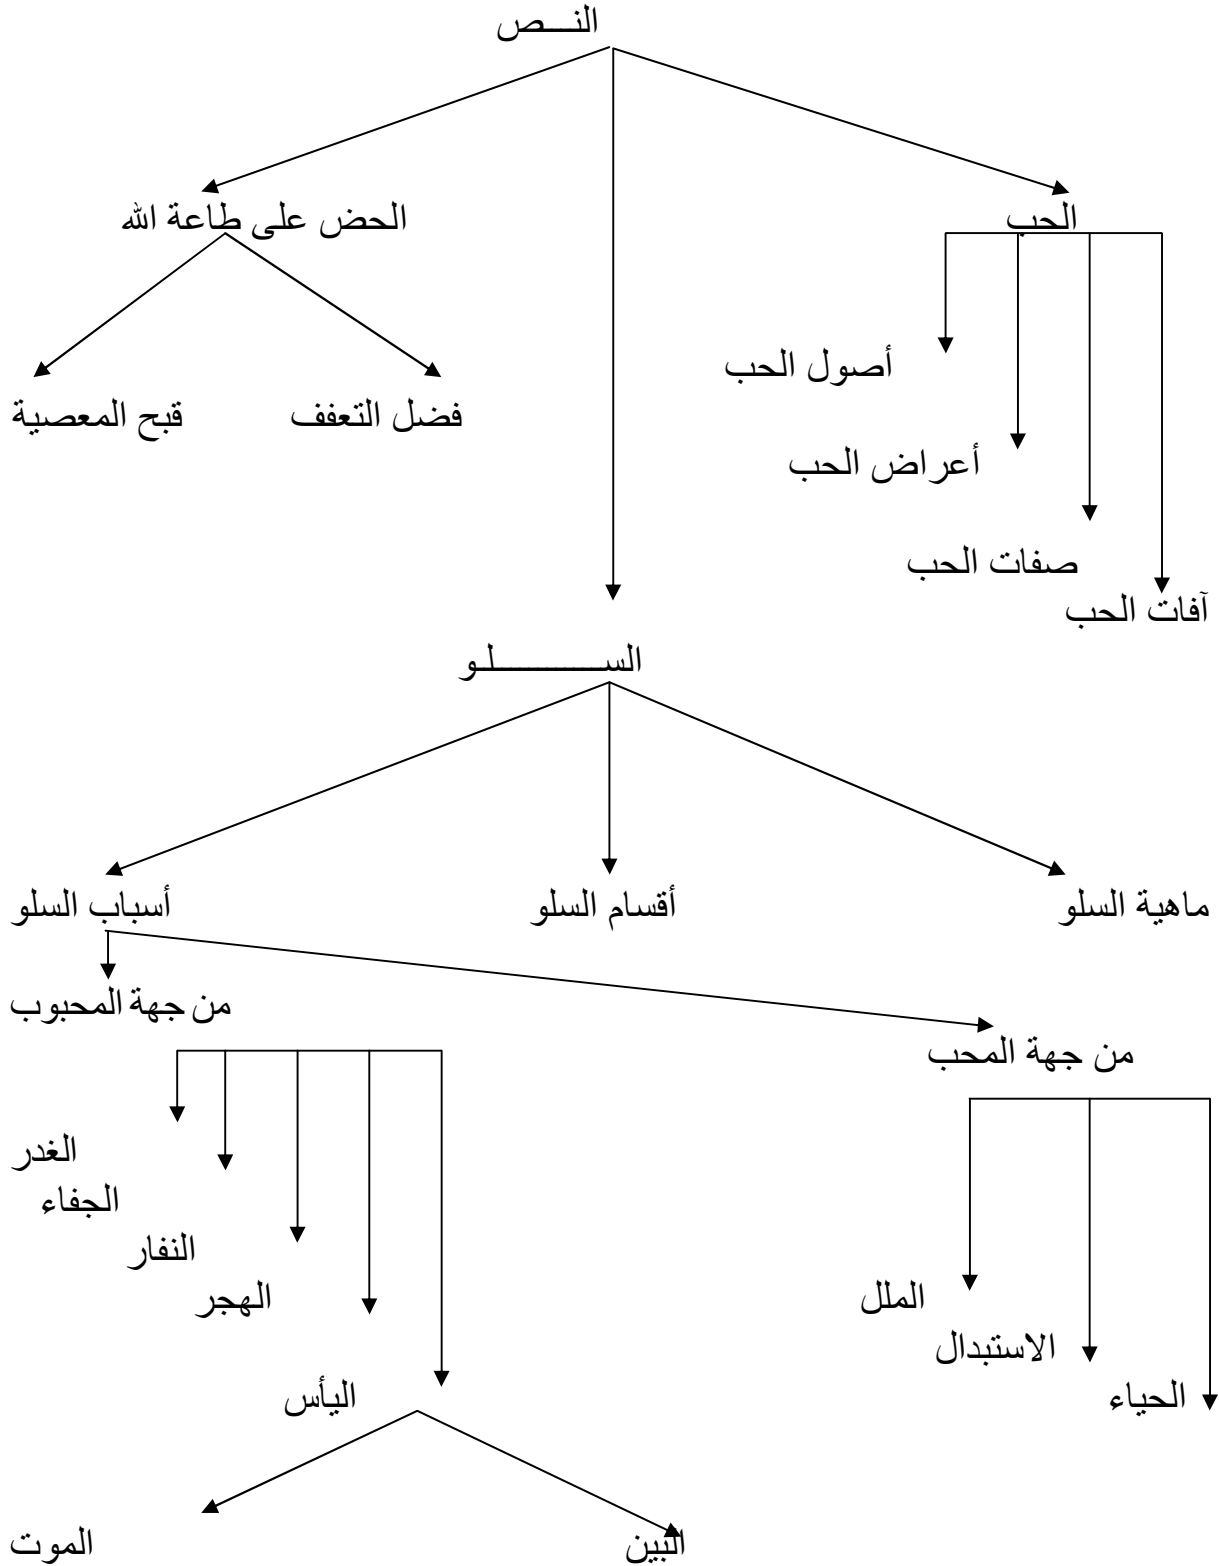 النـــص
الحب
الحض على طاعة الله
أصول الحب
فضل التعفف
قبح المعصية
أعراض الحب
صفات الحب
آفات الحب
الســـــــــــلـو
ماهية السلو
أقسام السلو
أسباب السلو
من جهة المحبوب
من جهة المحب
الغدر
الجفاء
النفار
الهجر
الملل
الاستبدال
الحياء
اليأس
البين
الموت